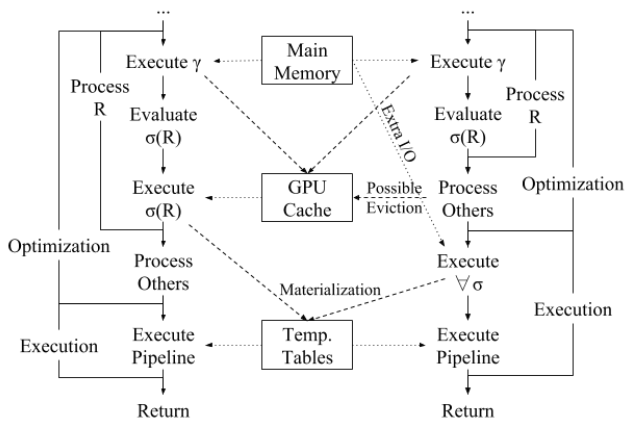 ...
Execute γ
Process
R
Evaluate
σ(R)
Execute
σ(R)
Optimization
Process
Others
Execution
Execute
Pipeline
Return
Main
Memory
Extra I/O
GPU
Cache
Possible
Eviction
Materialization
Temp.
Tables
...
Execute γ
Process
R
Evaluate
σ(R)
Process
Others
Optimization
Execute
∀ σ
Execution
Execute
Pipeline
Return